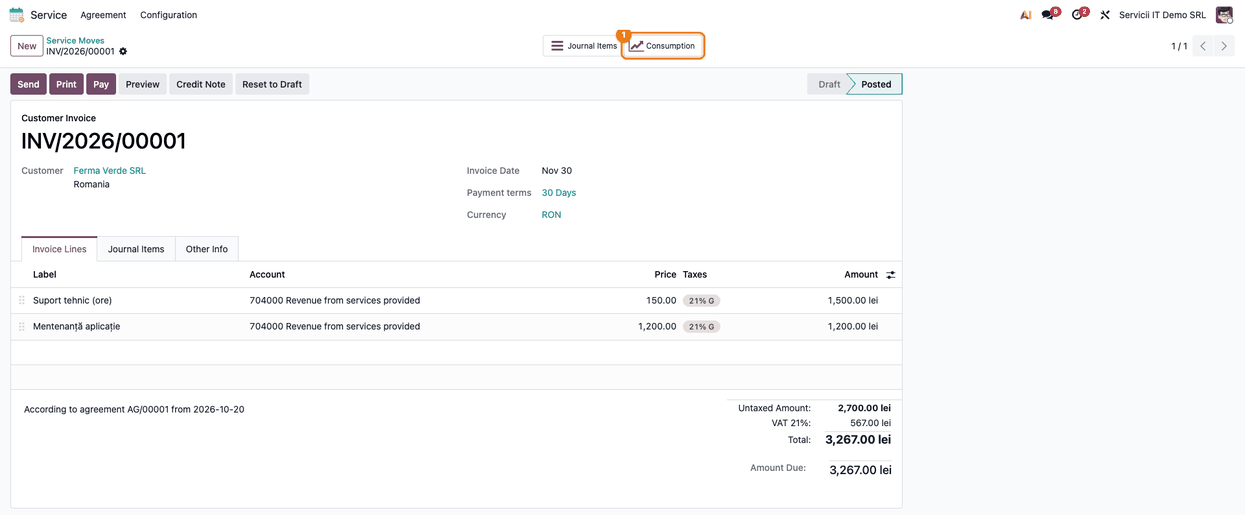 Service Agreement Configuration
8 2 Servicii IT Demo SRL
New Service Moves
INV/2026/00001
Journal Items 1 Consumption
1 / 1
Send Print Pay Preview Credit Note Reset to Draft Draft Posted
Customer Invoice
INV/2026/00001
Customer Ferma Verde SRL Invoice Date Nov 30
Romania
Payment terms 30 Days
Currency RON
Invoice Lines Journal Items Other Info
Label Account Price Taxes Amount
Suport tehnic (ore) 704000 Revenue from services provided 150.00 21% G 1,500.00 lei
Mentenanță aplicație 704000 Revenue from services provided 1,200.00 21% G 1,200.00 lei
According to agreement AG/00001 from 2026-10-20 Untaxed Amount: 2,700.00 lei
VAT 21%: 567.00 lei
Total: 3,267.00 lei
Amount Due: 3,267.00 lei